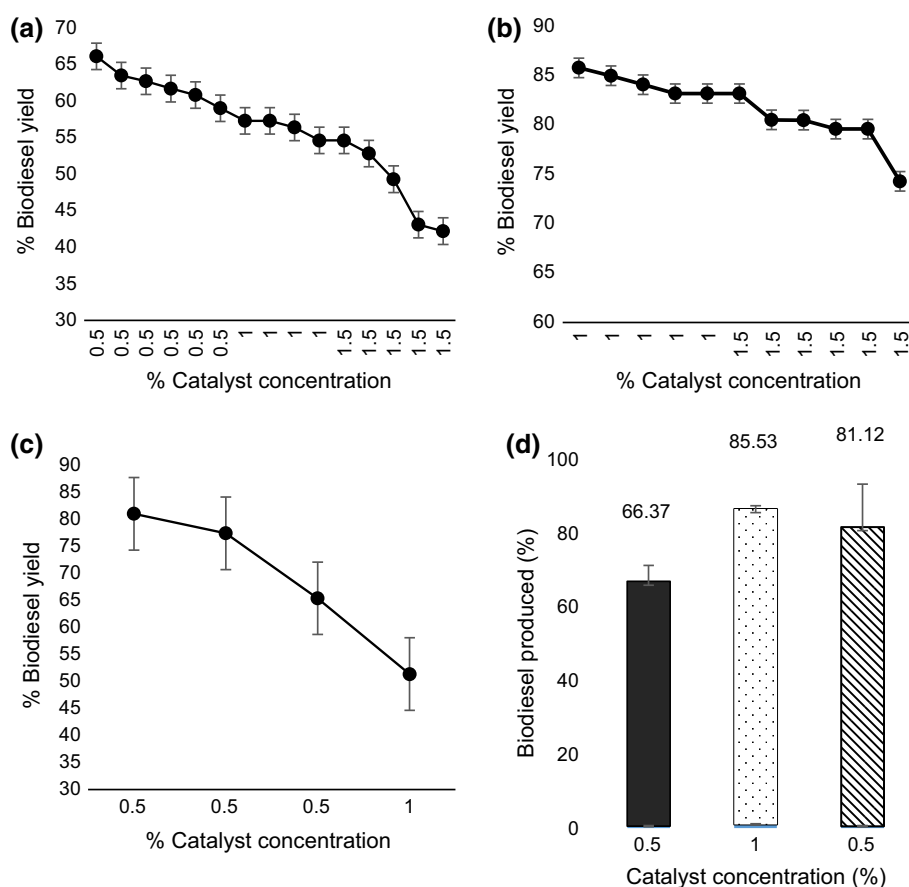 (a)
% Biodiesel yield
70
65
60
55
50
45
40
35
30
0.5 0.5 0.5 0.5 0.5 0.5 1 1 1 1 1.5 1.5 1.5 1.5 1.5
% Catalyst concentration
(b)
% Biodiesel yield
90
85
80
75
70
65
60
1 1 1 1 1 1.5 1.5 1.5 1.5 1.5 1.5
% Catalyst concentration
(c)
% Biodiesel yield
90
85
80
75
70
65
60
55
50
45
40
35
30
0.5 0.5 0.5 1
% Catalyst concentration
(d)
Biodiesel produced (%)
100
80
60
40
20
0
66.37
85.53
81.12
0.5 1 0.5
Catalyst concentration (%)